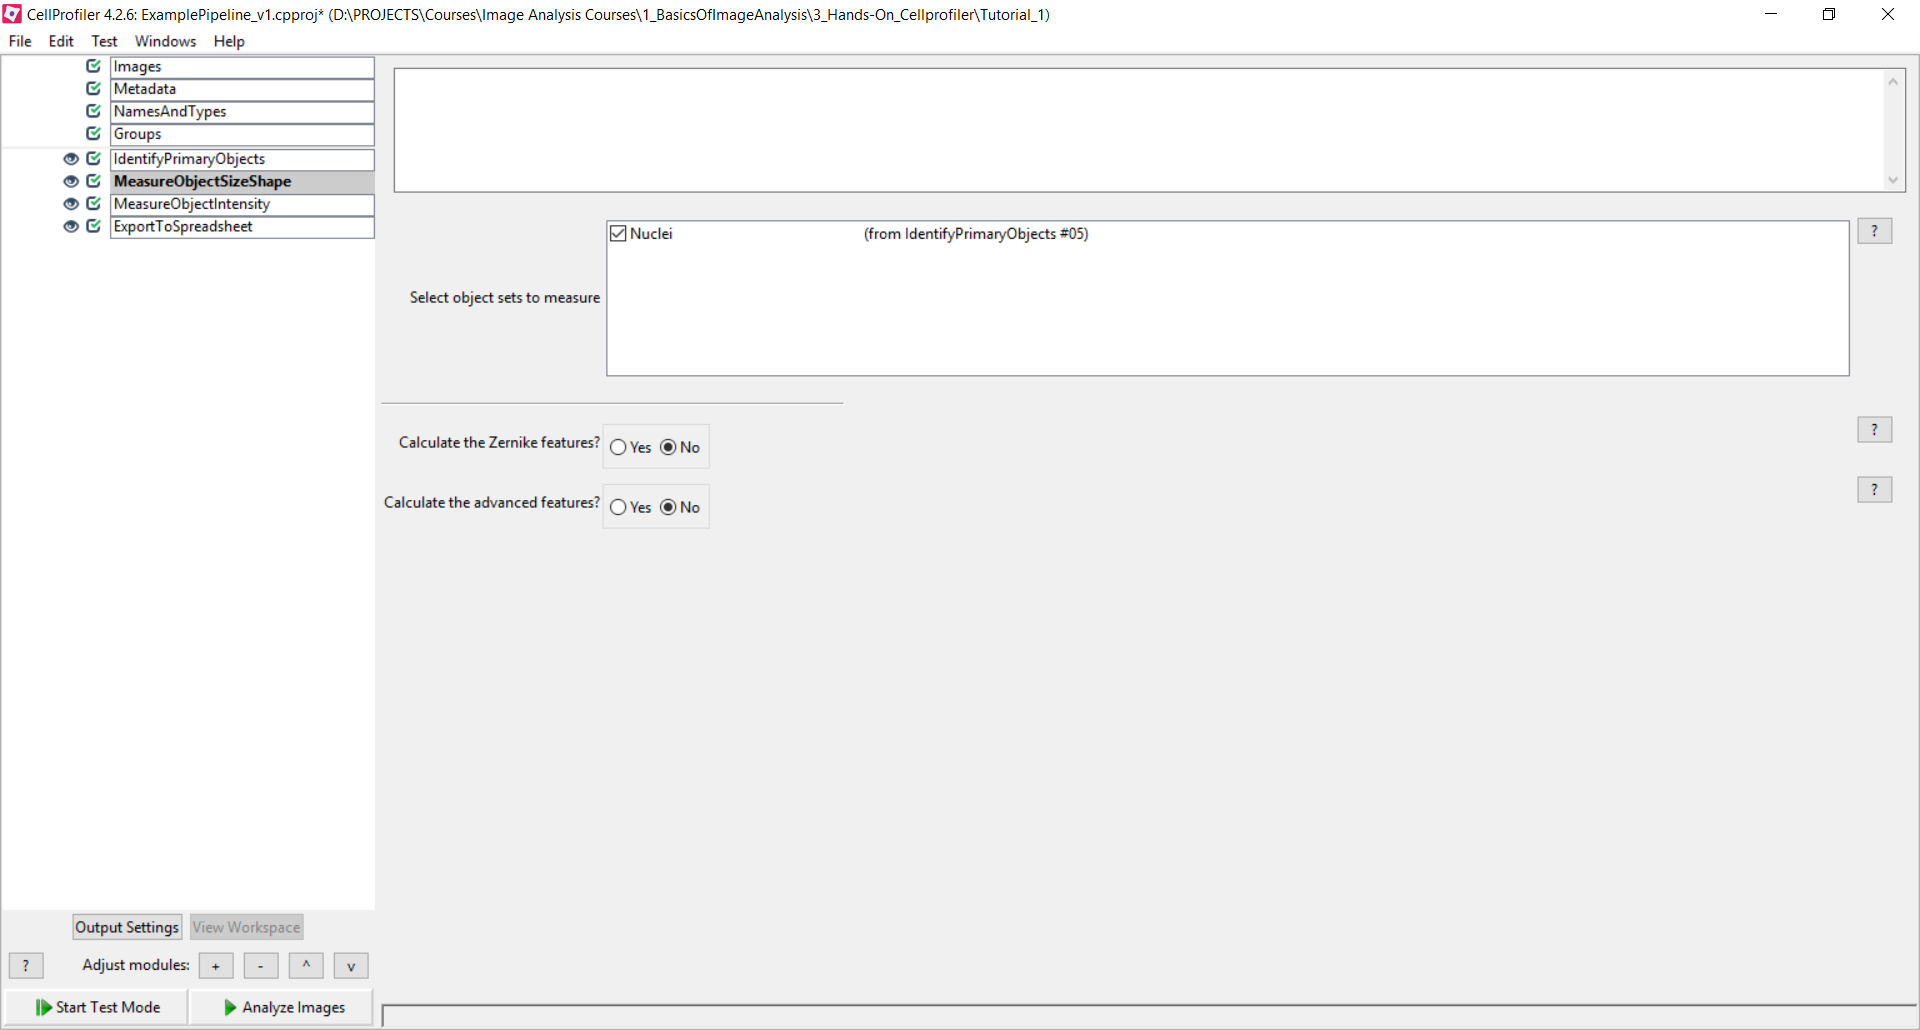 CellProfiler 4.2.6: ExamplePipeline_v1.cpproj* (D:\PROJECTS\Courses\Image Analysis Courses\1_BasicsOfImageAnalysis\3_Hands-On_Cellprofiler\Tutorial_1)
File Edit Test Windows Help
Images
Metadata
NamesAndTypes
Groups
IdentifyPrimaryObjects
MeasureObjectSizeShape
MeasureObjectIntensity
ExportToSpreadsheet
Nuclei (from IdentifyPrimaryObjects #05) ?
Select object sets to measure
Calculate the Zernike features? Yes No ?
Calculate the advanced features? Yes No ?
Output Settings View Workspace
? Adjust modules: + - ^ v
Start Test Mode Analyze Images